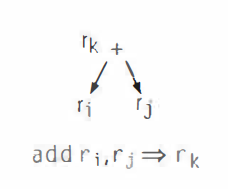 rₖ +
rᵢ rⱼ
add rᵢ,rⱼ ⇒ rₖ